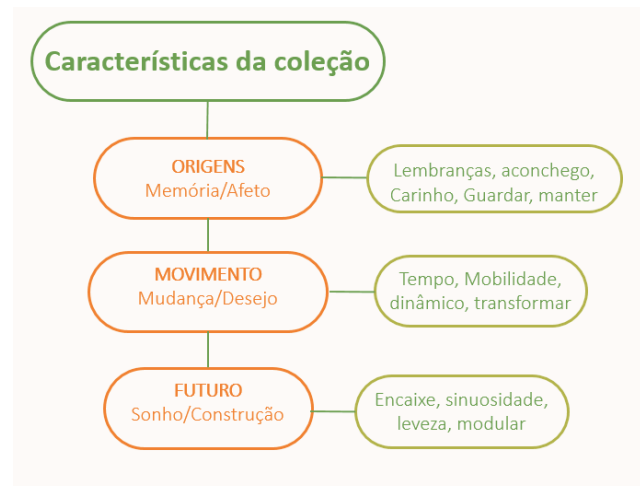 Características da coleção
ORIGENS
Memória/Afeto
Lembranças, aconchego,
Carinho, Guardar, manter
MOVIMENTO
Mudança/Desejo
Tempo, Mobilidade,
dinâmico, transformar
FUTURO
Sonho/Construção
Encaixe, sinuosidade,
leveza, modular